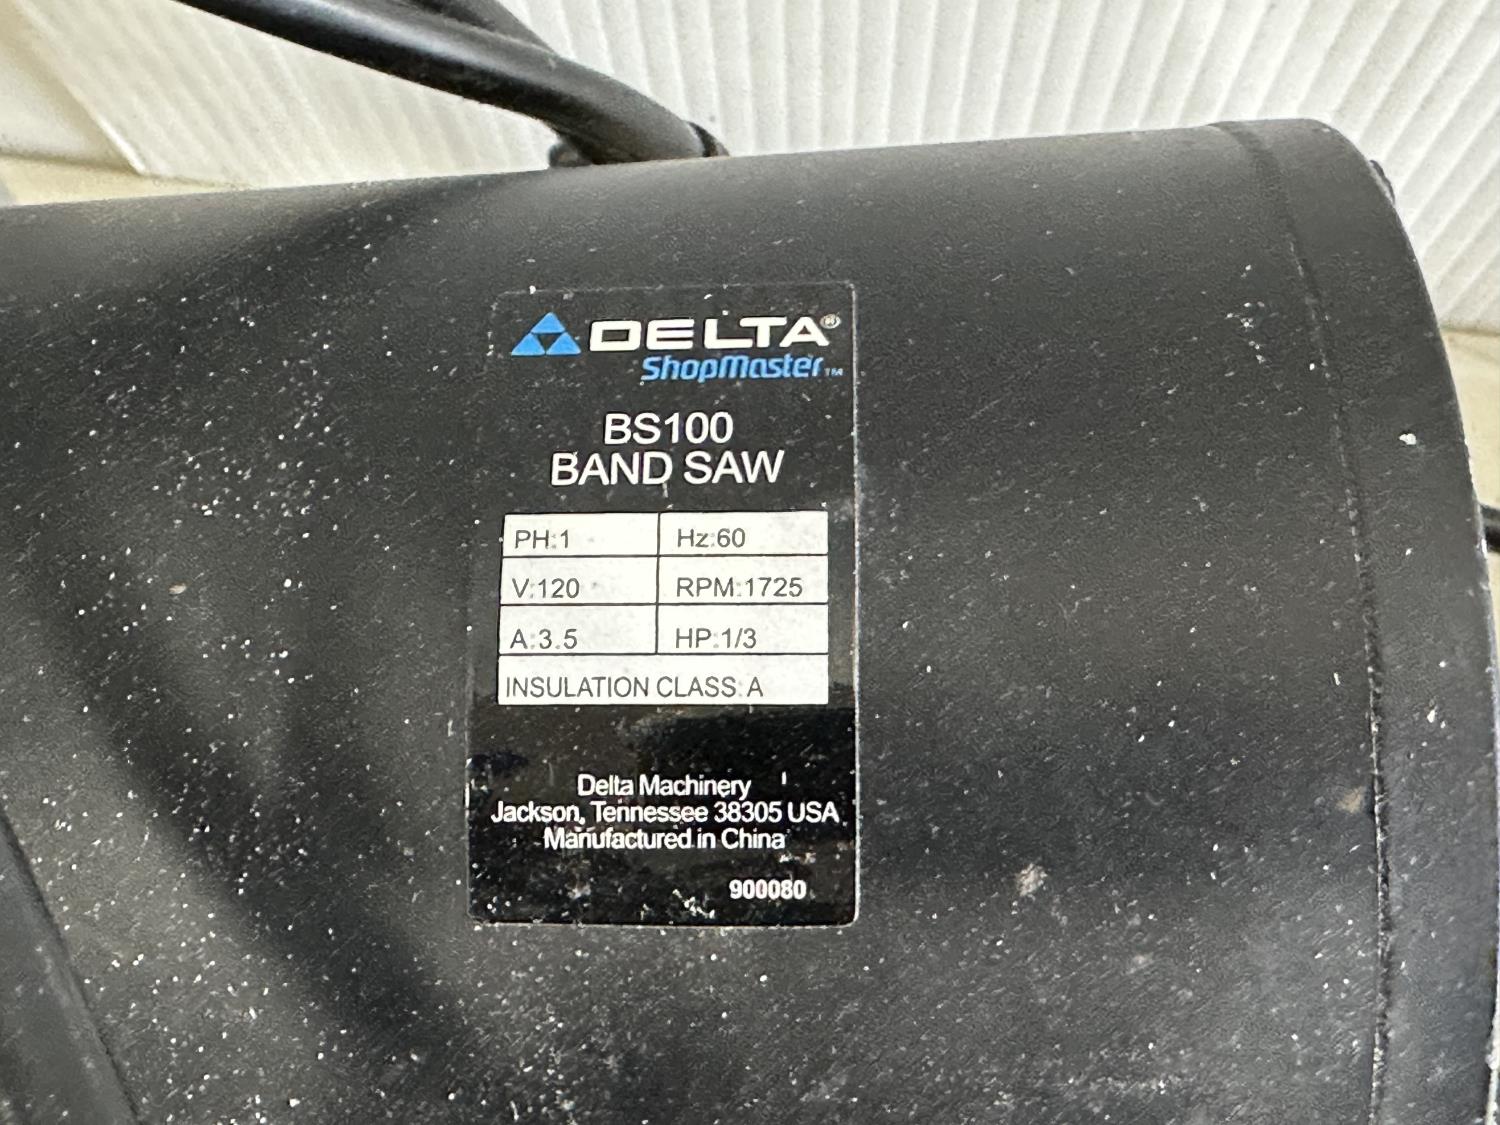 DELTA®
ShopMaster™
BS100
BAND SAW
PH:1 Hz:60
V:120 RPM:1725
A:3.5 HP:1/3
INSULATION CLASS:A
Delta Machinery
Jackson, Tennessee 38305 USA
Manufactured in China
900080